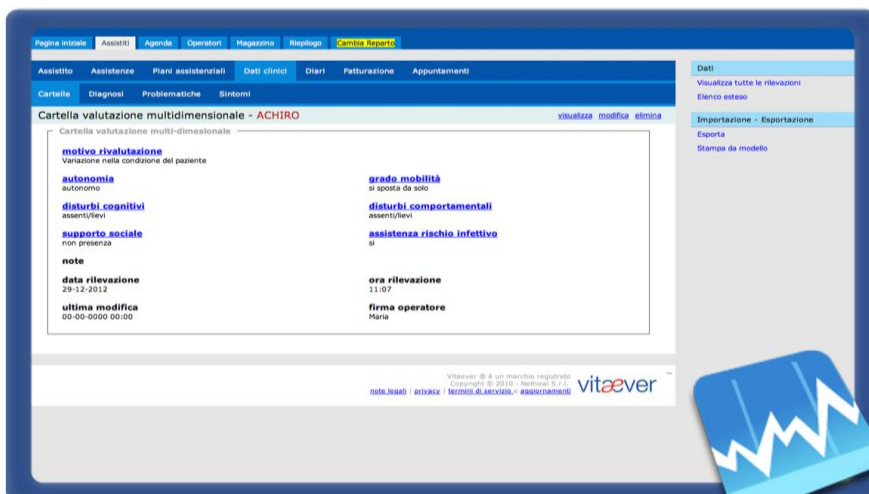 Pagina iniziale Assistiti Agenda Operatori Magazzino Riepilogo Cambia Reparto
Assistito Assistenze Piani assistenziali Dati clinici Diari Fatturazione Appuntamenti
Cartelle Diagnosi Problematiche Sintomi
Cartella valutazione multidimensionale - ACHIRO visualizza modifica elimina
Cartella valutazione multi-dimesionale
motivo rivalutazione
Variazione nella condizione del paziente
autonomia grado mobilità
autonomo si sposta da solo
disturbi cognitivi disturbi comportamentali
assenti/lievi assenti/lievi
supporto sociale assistenza rischio infettivo
non presenza si
note
data rilevazione ora rilevazione
29-12-2012 11:07
ultima modifica firma operatore
00-00-0000 00:00 Maria
Dati
Visualizza tutte le rilevazioni
Elenco esteso
Importazione - Esportazione
Esporta
Stampa da modello
Vitaever ® è un marchio registrato
Copyright © 2010 - Nethical S.r.l.
note legali | privacy | termini di servizio - aggiornamenti
vitaever